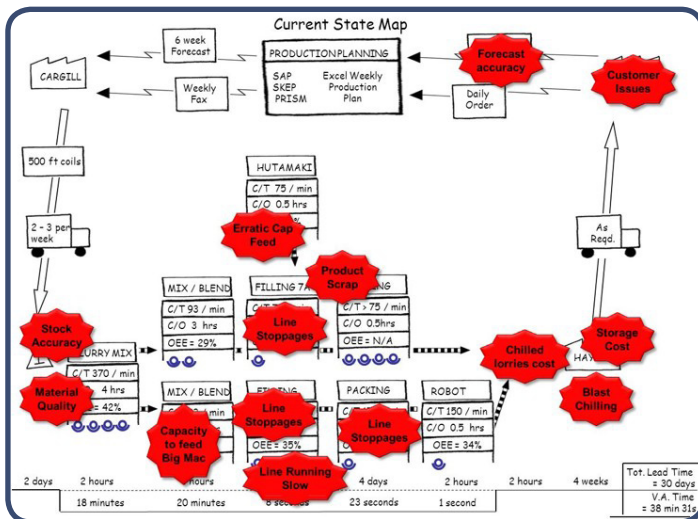 Current State Map
6 week
Forecast
PRODUCTION PLANNING
SAP Excel Weekly
SKEP Production
PRISM Plan
Forecast
accuracy
Customer
Issues
CARGILL
Weekly
Fax
Daily
Order
500 ft coils
2 - 3 per
week
As
Reqd.
HUTAMAKI
C/T 75 / min
C/O 0.5 hrs
Erratic Cap
Feed
Product
Scrap
MIX / BLEND
C/T 93 / min
C/O 3 hrs
OEE = 29%
FILLING
Line
Stoppages
C/T > 75 / min
C/O 0.5hrs
OEE = N/A
Stock
Accuracy
Material
Quality
C/T 370 / min
4 hrs
= 42%
Chilled
lorries cost
Storage
Cost
Blast
Chilling
MIX/BLEND
Capacity
to feed
Big Mac
Line
Stoppages
OEE = 35%
Line Running
Slow
PACKING
Line
Stoppages
ROBOT
C/T 150 / min
C/O 0.5 hrs
OEE = 34%
2 days 2 hours hours 4 days 2 hours 2 hours 4 weeks
18 minutes 20 minutes seconds 23 seconds 1 second
Tot. Lead Time
= 30 days
V.A. Time
= 38 min 31s